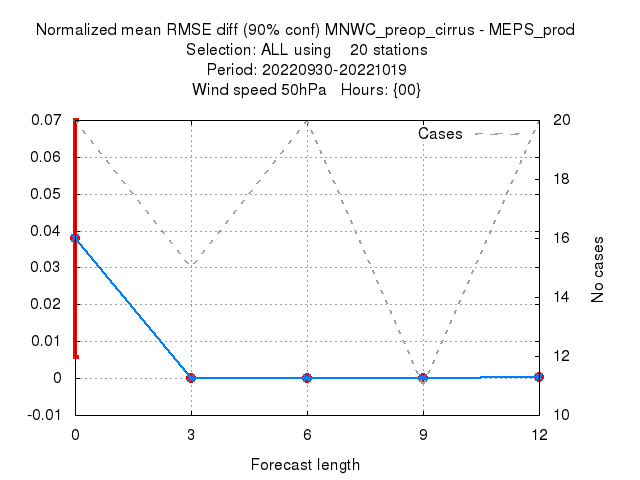 Normalized mean RMSE diff (90% conf) MNWC_preop_cirrus - MEPS_prod
Selection: ALL using 20 stations
Period: 20220930-20221019
Wind speed 50hPa Hours: {00}
Cases
0.07
0.06
0.05
0.04
0.03
0.02
0.01
0
-0.01
20
18
16
14
12
10
No cases
0 3 6 9 12
Forecast length